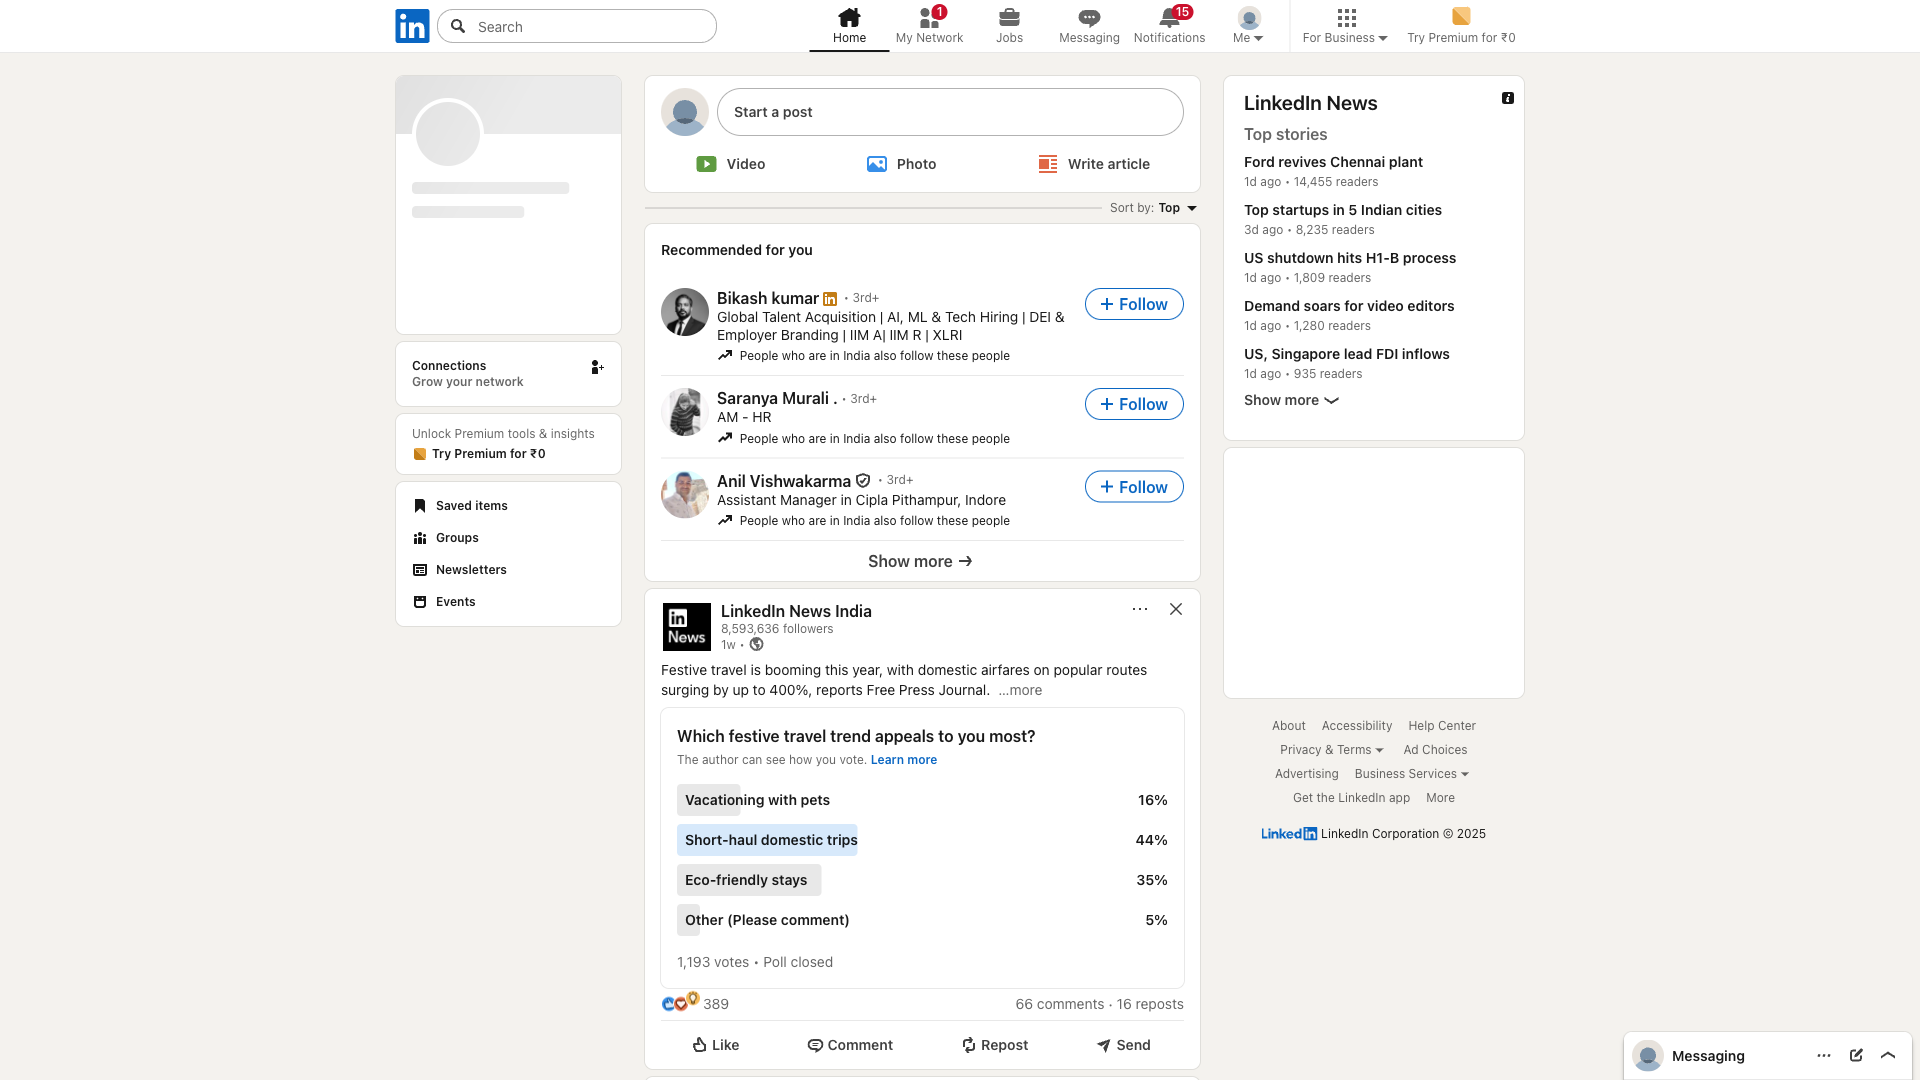 in
Search
Home
1
My Network
Jobs
Messaging
15
Notifications
Me
For Business
Try Premium for ₹0
Connections
Grow your network
Unlock Premium tools & insights
Try Premium for ₹0
Saved items
Groups
Newsletters
Events
Start a post
Video
Photo
Write article
Sort by: Top
Recommended for you
Bikash kumar in • 3rd+
Global Talent Acquisition | AI, ML & Tech Hiring | DEI &
Employer Branding | IIM A| IIM R | XLRI
People who are in India also follow these people
+ Follow
Saranya Murali . • 3rd+
AM - HR
People who are in India also follow these people
+ Follow
Anil Vishwakarma • 3rd+
Assistant Manager in Cipla Pithampur, Indore
People who are in India also follow these people
+ Follow
Show more →
in
News
LinkedIn News India
8,593,636 followers
1w •
Festive travel is booming this year, with domestic airfares on popular routes
surging by up to 400%, reports Free Press Journal. ...more
Which festive travel trend appeals to you most?
The author can see how you vote. Learn more
Vacationing with pets 16%
Short-haul domestic trips 44%
Eco-friendly stays 35%
Other (Please comment) 5%
1,193 votes • Poll closed
389
66 comments · 16 reposts
Like
Comment
Repost
Send
LinkedIn News
Top stories
Ford revives Chennai plant
1d ago • 14,455 readers
Top startups in 5 Indian cities
3d ago • 8,235 readers
US shutdown hits H1-B process
1d ago • 1,809 readers
Demand soars for video editors
1d ago • 1,280 readers
US, Singapore lead FDI inflows
1d ago • 935 readers
Show more
About Accessibility Help Center
Privacy & Terms Ad Choices
Advertising Business Services
Get the LinkedIn app More
LinkedIn LinkedIn Corporation © 2025
Messaging